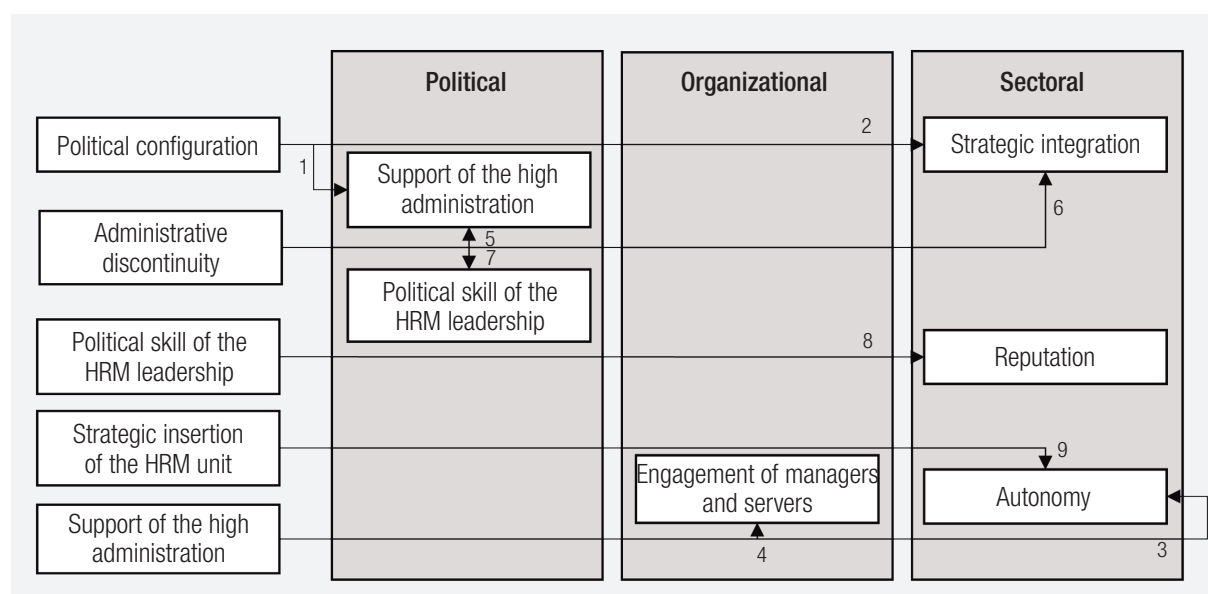 Political
Organizational
Sectoral
Political configuration
2
Strategic integration
1
Support of the high
administration
6
Administrative
discontinuity
5
7
Political skill of the
HRM leadership
Political skill of the
HRM leadership
8
Reputation
Strategic insertion
of the HRM unit
9
Engagement of managers
and servers
Autonomy
Support of the high
administration
4
3